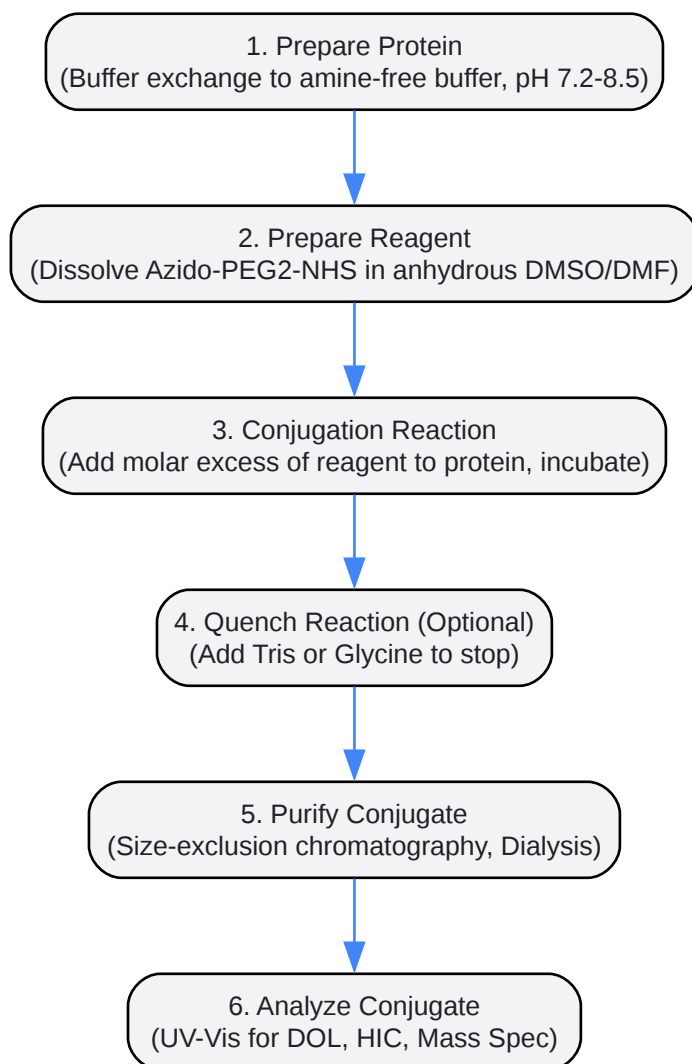 1. Prepare Protein
(Buffer exchange to amine-free buffer, pH 7.2-8.5)
2. Prepare Reagent
(Dissolve Azido-PEG2-NHS in anhydrous DMSO/DMF)
3. Conjugation Reaction
(Add molar excess of reagent to protein, incubate)
4. Quench Reaction (Optional)
(Add Tris or Glycine to stop)
5. Purify Conjugate
(Size-exclusion chromatography, Dialysis)
6. Analyze Conjugate
(UV-Vis for DOL, HIC, Mass Spec)